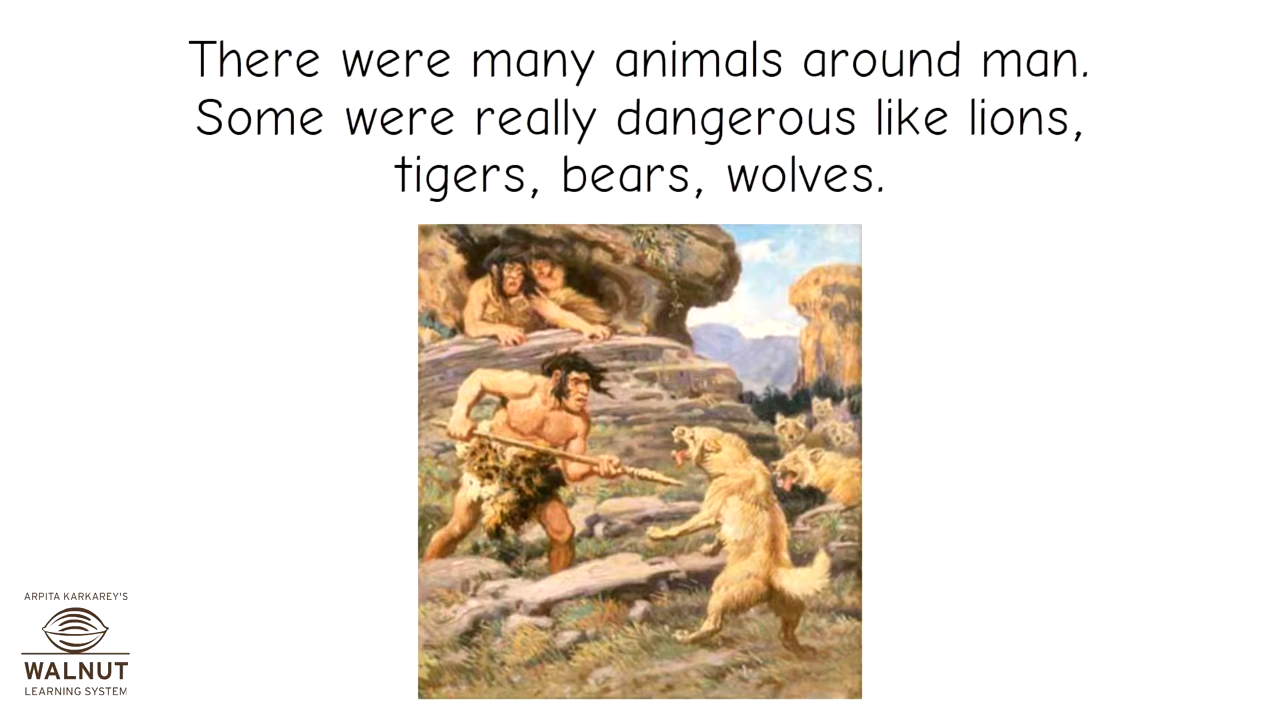 There were many animals around man.
Some were really dangerous like lions,
tigers, bears, wolves.
ARPITA KARKAREY'S
WALNUT
LEARNING SYSTEM